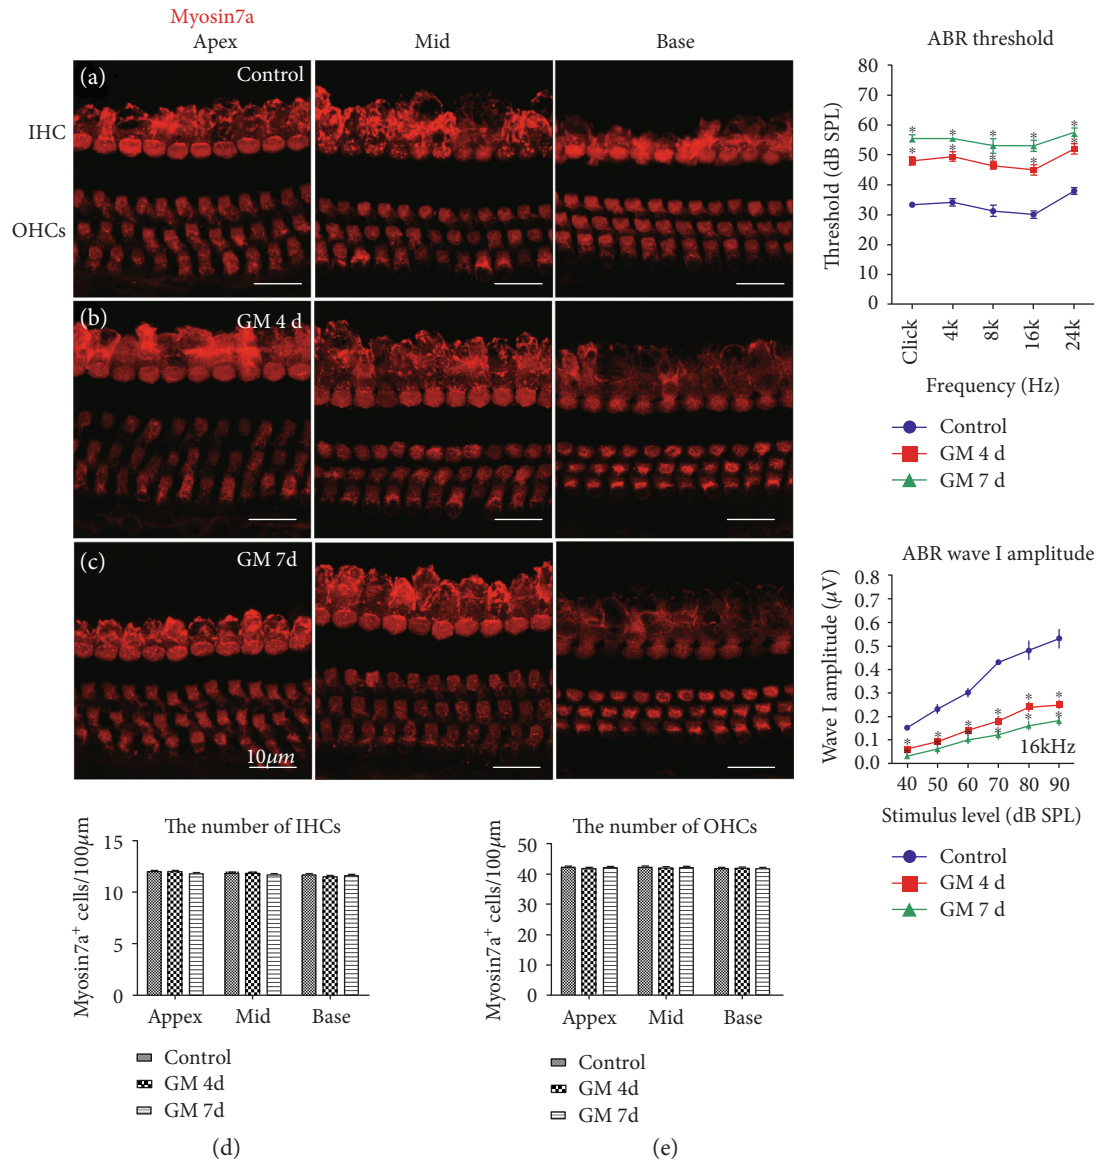 Myosin7a
Apex Mid Base
(a) Control
IHC
OHCs
(b) GM 4 d
(c) GM 7d
10μm
ABR threshold
Threshold (dB SPL)
80
70
60
50
40
30
20
10
0
* * * * *
* * * * *
Click 4k 8k 16k 24k
Frequency (Hz)
Control
GM 4 d
GM 7 d
ABR wave I amplitude
Wave I amplitude (μV)
0.8
0.7
0.6
0.5
0.4
0.3
0.2
0.1
0.0
* * * * * *
* * * *
16kHz
40 50 60 70 80 90
Stimulus level (dB SPL)
Control
GM 4 d
GM 7 d
The number of IHCs
Myosin7a⁺ cells/100μm
15
10
5
0
Appex Mid Base
Control
GM 4d
GM 7d
(d)
The number of OHCs
Myosin7a⁺ cells/100μm
50
40
30
20
10
0
Appex Mid Base
Control
GM 4d
GM 7d
(e)